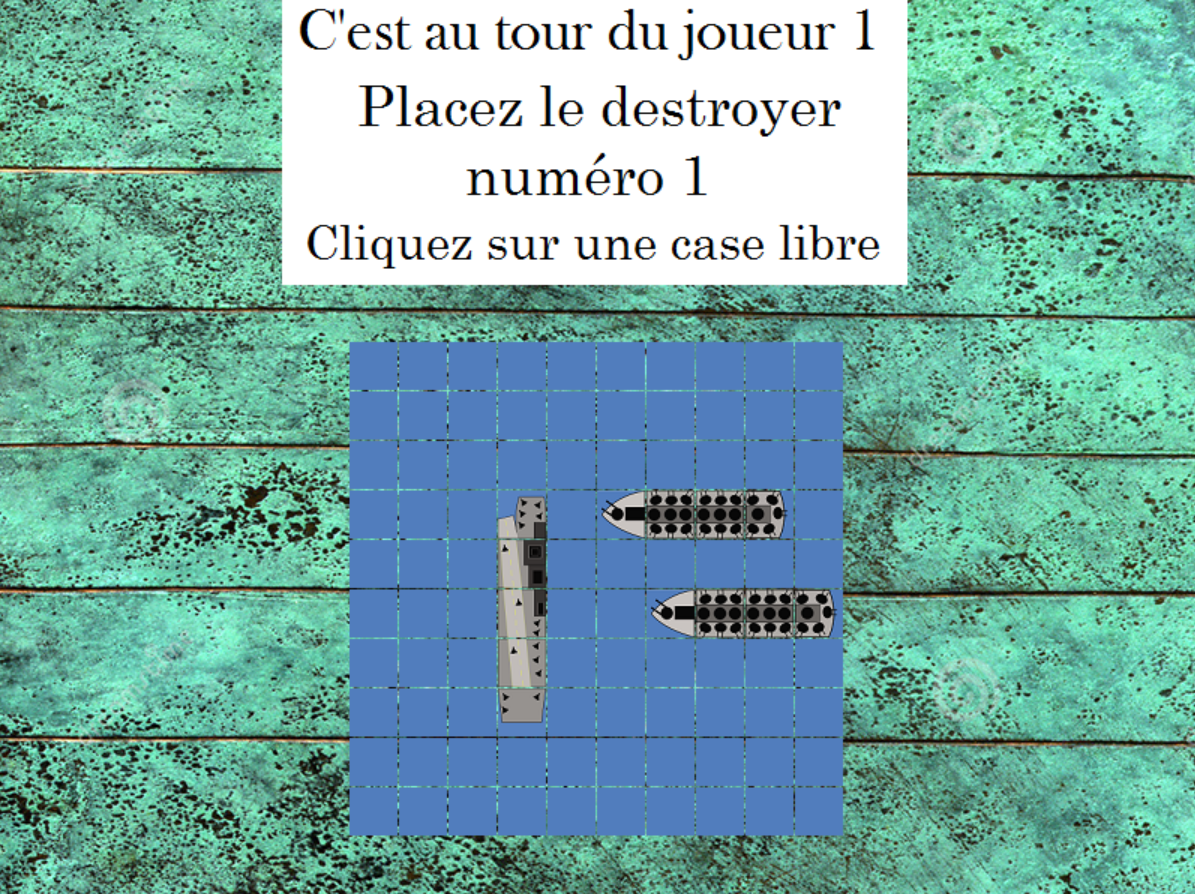 C'est au tour du joueur 1
Placez le destroyer
numéro 1
Cliquez sur une case libre